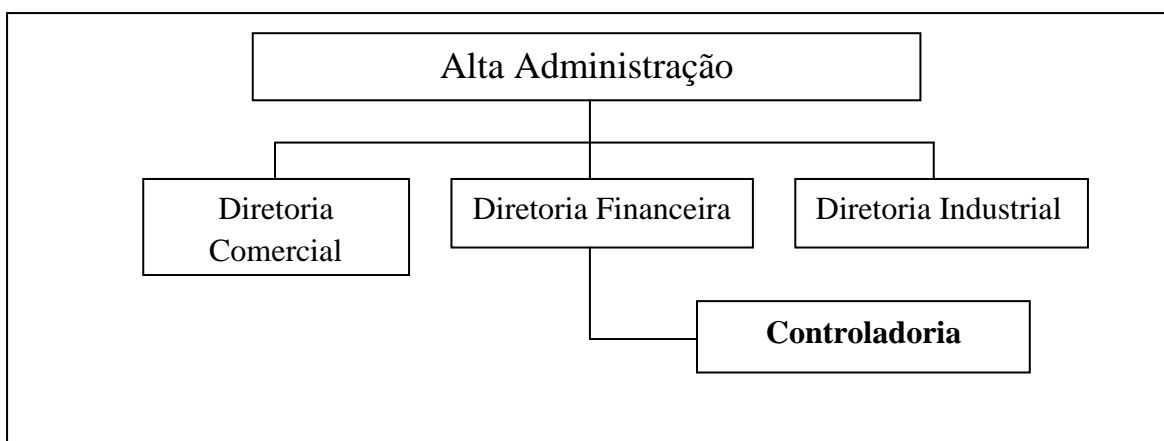 Alta Administração
Diretoria
Comercial
Diretoria Financeira
Diretoria Industrial
Controladoria